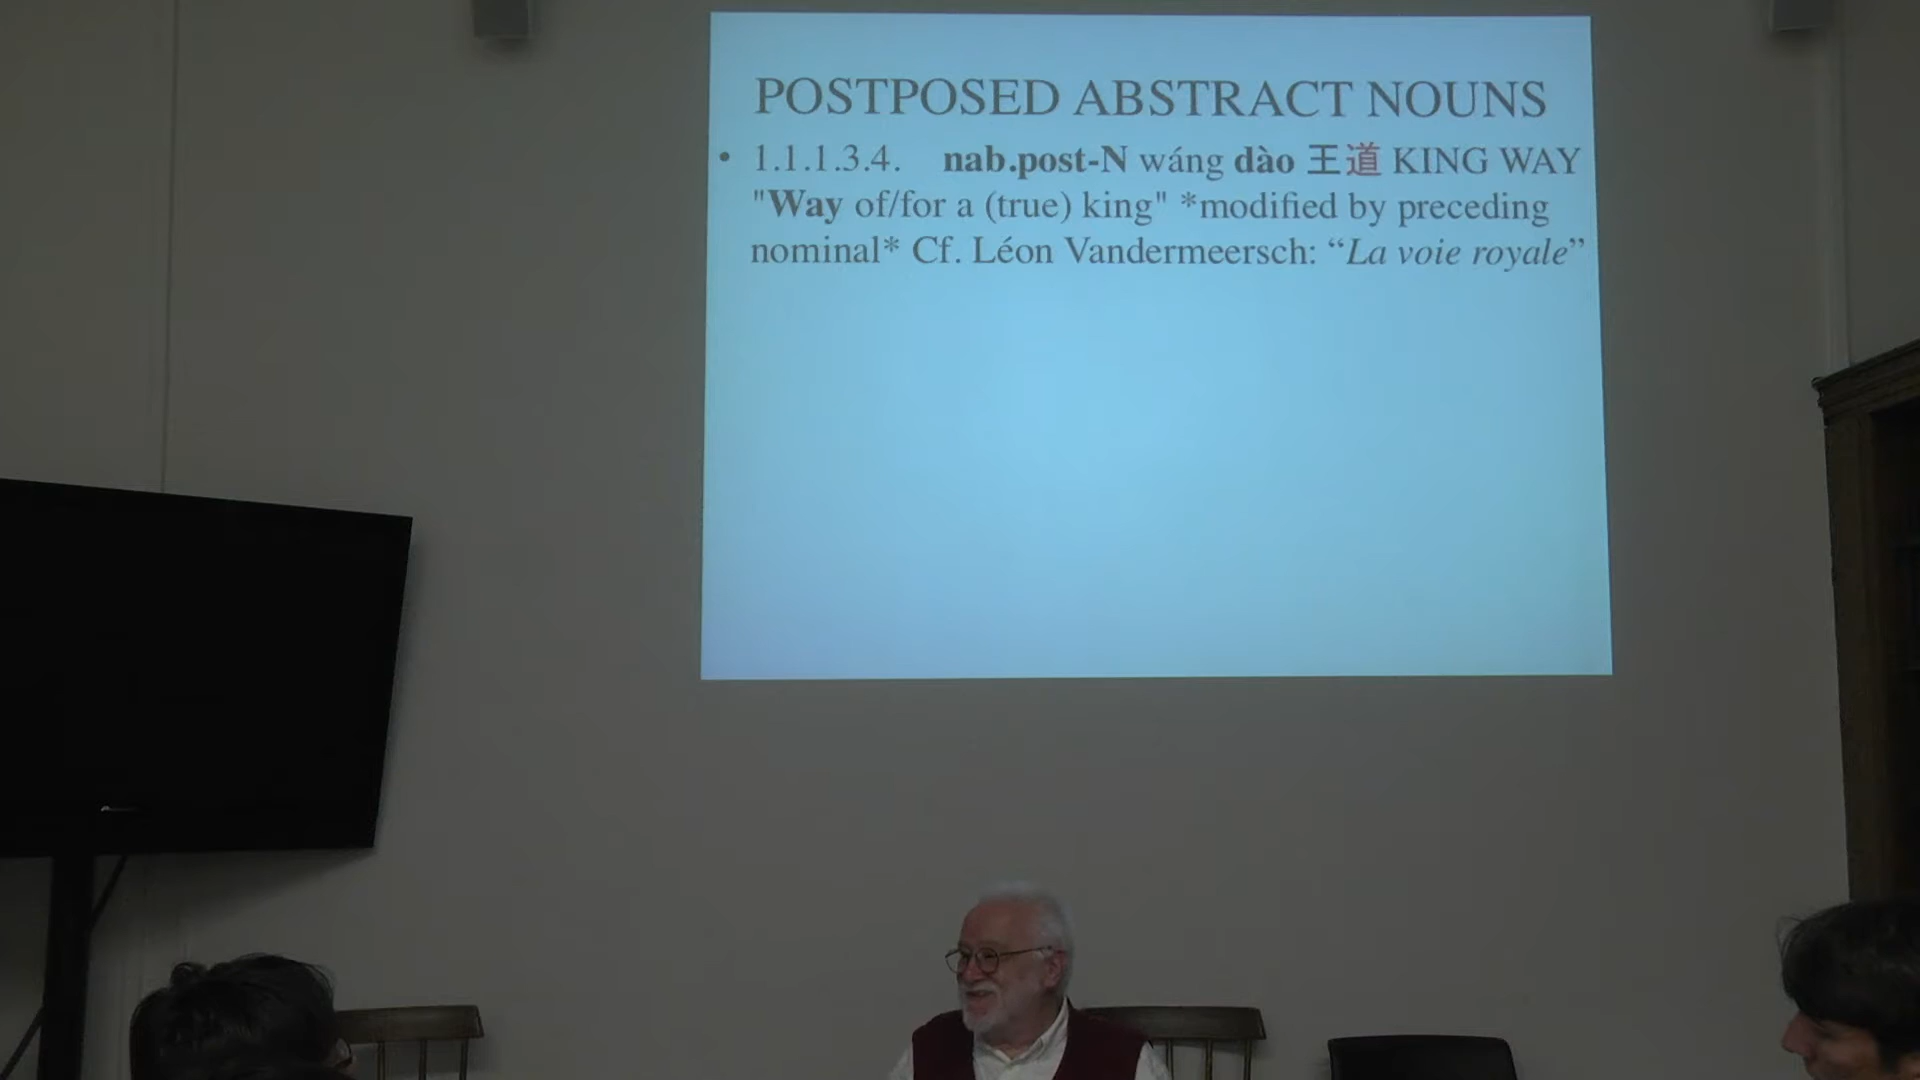 POSTPOSED ABSTRACT NOUNS
• 1.1.1.3.4. nab.post-N wáng dào 王道 KING WAY
"Way of/for a (true) king" *modified by preceding
nominal* Cf. Léon Vandermeersch: “La voie royale”